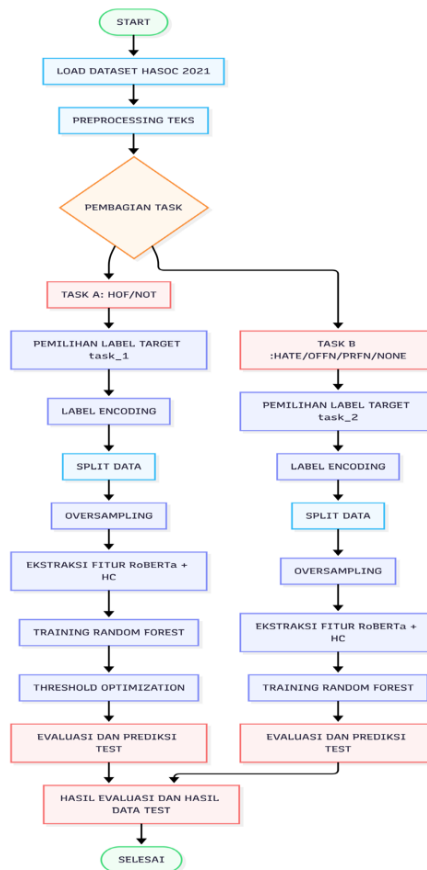 START
LOAD DATASET HASOC 2021
PREPROCESSING TEKS
PEMBAGIAN TASK
TASK A: HOF/NOT
PEMILIHAN LABEL TARGET
task_1
LABEL ENCODING
SPLIT DATA
OVERSAMPLING
EKSTRAKSI FITUR RoBERTa +
HC
TRAINING RANDOM FOREST
THRESHOLD OPTIMIZATION
EVALUASI DAN PREDIKSI
TEST
TASK B
:HATE/OFFN/PRFN/NONE
PEMILIHAN LABEL TARGET
task_2
LABEL ENCODING
SPLIT DATA
OVERSAMPLING
EKSTRAKSI FITUR RoBERTa +
HC
TRAINING RANDOM FOREST
EVALUASI DAN PREDIKSI
TEST
HASIL EVALUASI DAN HASIL
DATA TEST
SELESAI